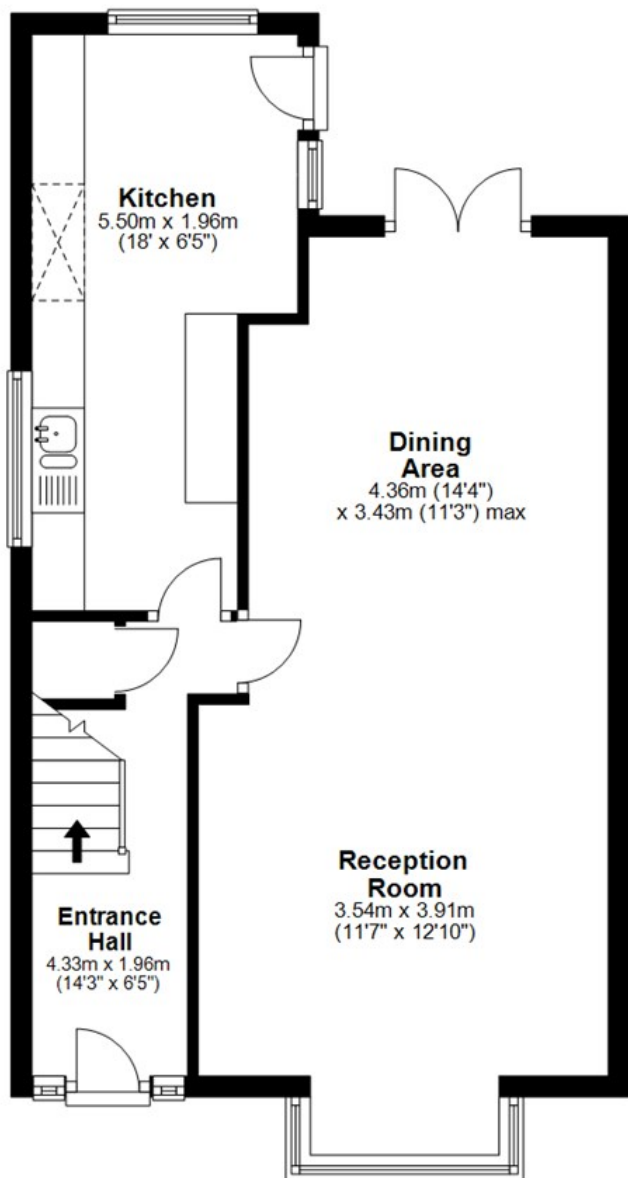 Kitchen
5.50m x 1.96m
(18' x 6'5")
Dining
Area
4.36m (14'4")
x 3.43m (11'3") max
Reception
Room
3.54m x 3.91m
(11'7" x 12'10")
Entrance
Hall
4.33m x 1.96m
(14'3" x 6'5")